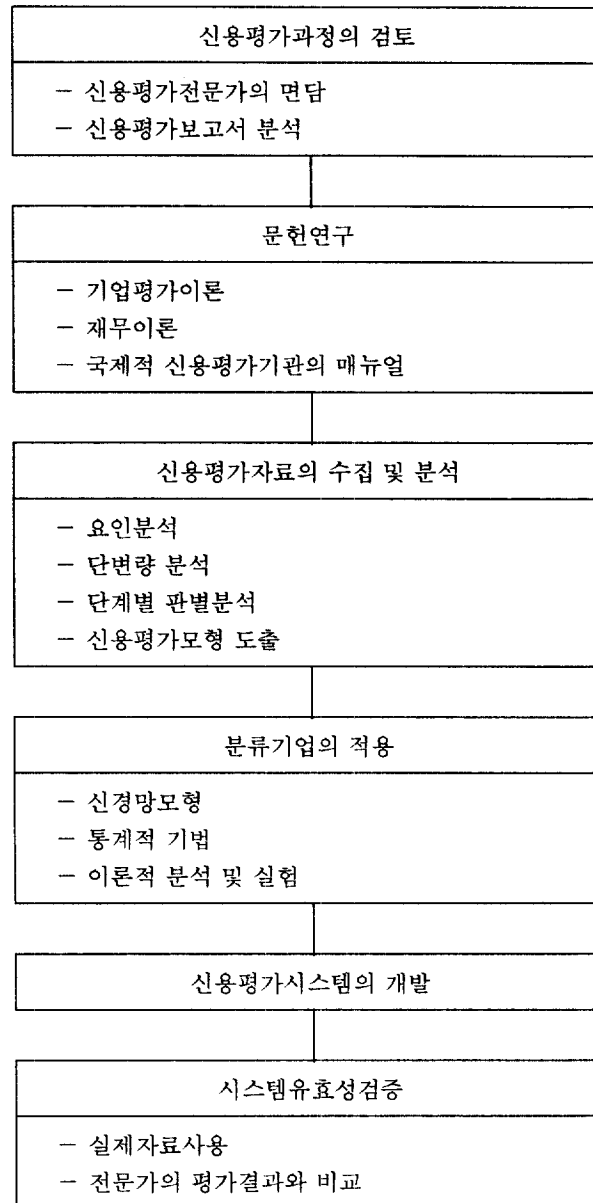 신용평가과정의 검토
- 신용평가전문가의 면담
- 신용평가보고서 분석
문헌연구
- 기업평가이론
- 재무이론
- 국제적 신용평가기관의 매뉴얼
신용평가자료의 수집 및 분석
- 요인분석
- 단변량 분석
- 단계별 판별분석
- 신용평가모형 도출
분류기업의 적용
- 신경망모형
- 통계적 기법
- 이론적 분석 및 실험
신용평가시스템의 개발
시스템유효성검증
- 실제자료사용
- 전문가의 평가결과와 비교